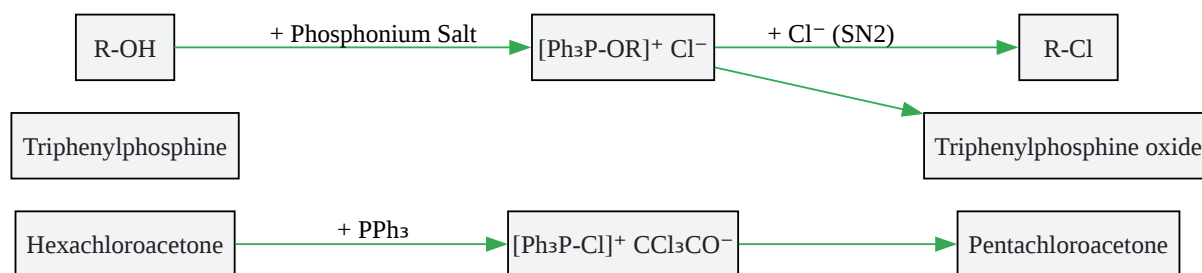 R-OH
+ Phosphonium Salt
[Ph₃P-OR]⁺ Cl⁻
+ Cl⁻ (SN2)
R-Cl
Triphenylphosphine
Triphenylphosphine oxide
Hexachloroacetone
+ PPh₃
[Ph₃P-Cl]⁺ CCl₃CO⁻
Pentachloroacetone